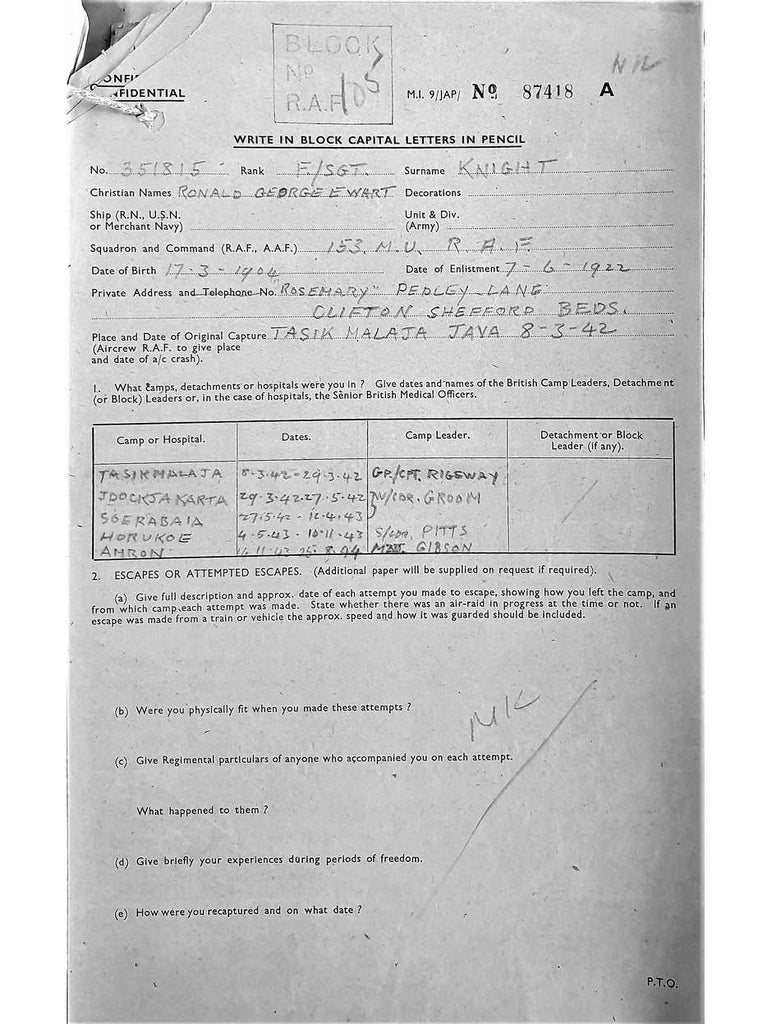 CONFIDENTIAL
BLOCK
No
R.A.F. 105
M.I. 9/JAP/ No 87418 A
Nil
WRITE IN BLOCK CAPITAL LETTERS IN PENCIL
No. 351815 Rank F/SGT. Surname KNIGHT
Christian Names RONALD GEORGE EWART Decorations
Ship (R.N., U.S.N. or Merchant Navy)
Unit & Div. (Army)
Squadron and Command (R.A.F., A.A.F.) 153. M.U. R.A.F.
Date of Birth 17-3-1904 Date of Enlistment 7-6-1922
Private Address and Telephone No. "ROSEMARY" PEDLEY LANE
CLIFTON SHEFFORD BEDS.
Place and Date of Original Capture TASIK MALAJA JAVA 8-3-42
(Aircrew R.A.F. to give place
and date of a/c crash).
1. What camps, detachments or hospitals were you in ? Give dates and names of the British Camp Leaders, Detachment
(or Block) Leaders or, in the case of hospitals, the Senior British Medical Officers.
Camp or Hospital. Dates. Camp Leader. Detachment or Block Leader (if any).
TASIKMALAJA 8.3.42-29.3.42 GP/CPT. RIGEWAY
JDOCKJAKARTA 29.3.42.27.5.42 W/CDR. GROOM
SOERABAIA 27.5.42 - 12.4.43
HORUKOE 4.5.43 - 10.11.43 S/LDR. PITTS
AMBON 25.8.44 GIBSON
2. ESCAPES OR ATTEMPTED ESCAPES. (Additional paper will be supplied on request if required).
(a) Give full description and approx. date of each attempt you made to escape, showing how you left the camp, and
from which camp each attempt was made. State whether there was an air-raid in progress at the time or not. If an
escape was made from a train or vehicle the approx. speed and how it was guarded should be included.
(b) Were you physically fit when you made these attempts ?
NIL
(c) Give Regimental particulars of anyone who accompanied you on each attempt.
What happened to them ?
(d) Give briefly your experiences during periods of freedom.
(e) How were you recaptured and on what date ?
P.T.O.